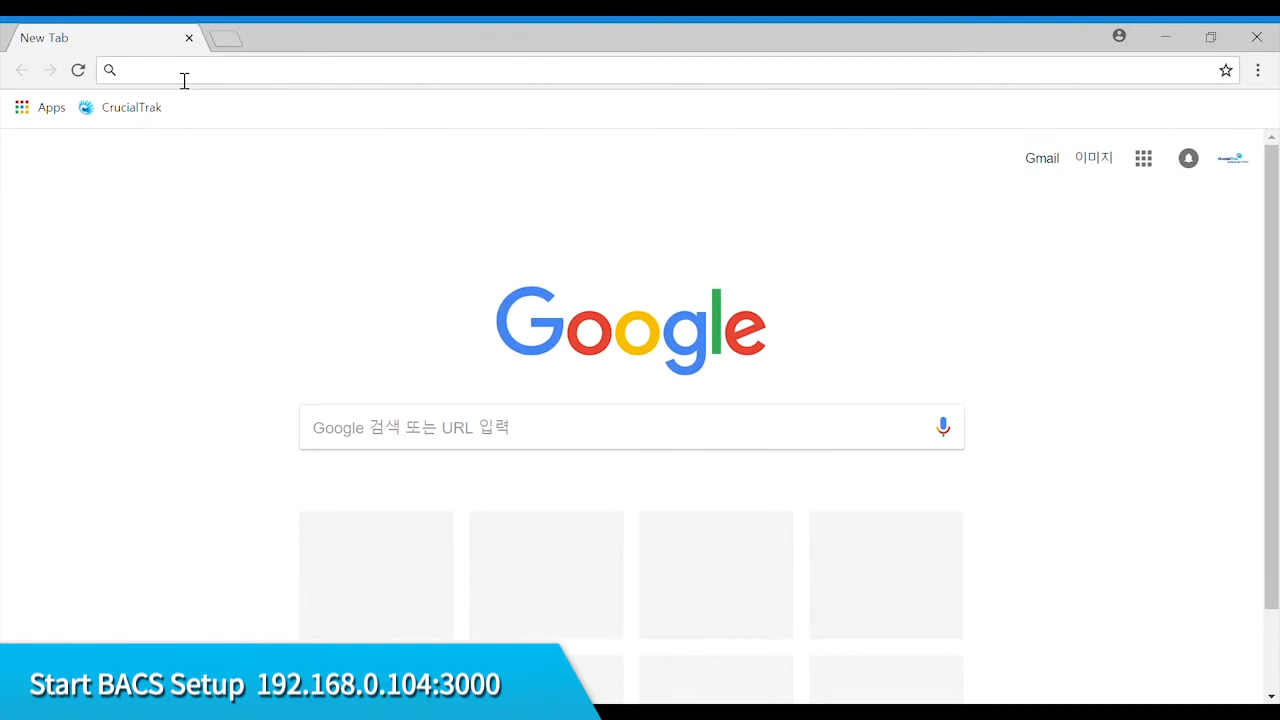 New Tab
Apps CrucialTrak
Gmail 이미지
Google
Google 검색 또는 URL 입력
Start BACS Setup 192.168.0.104:3000